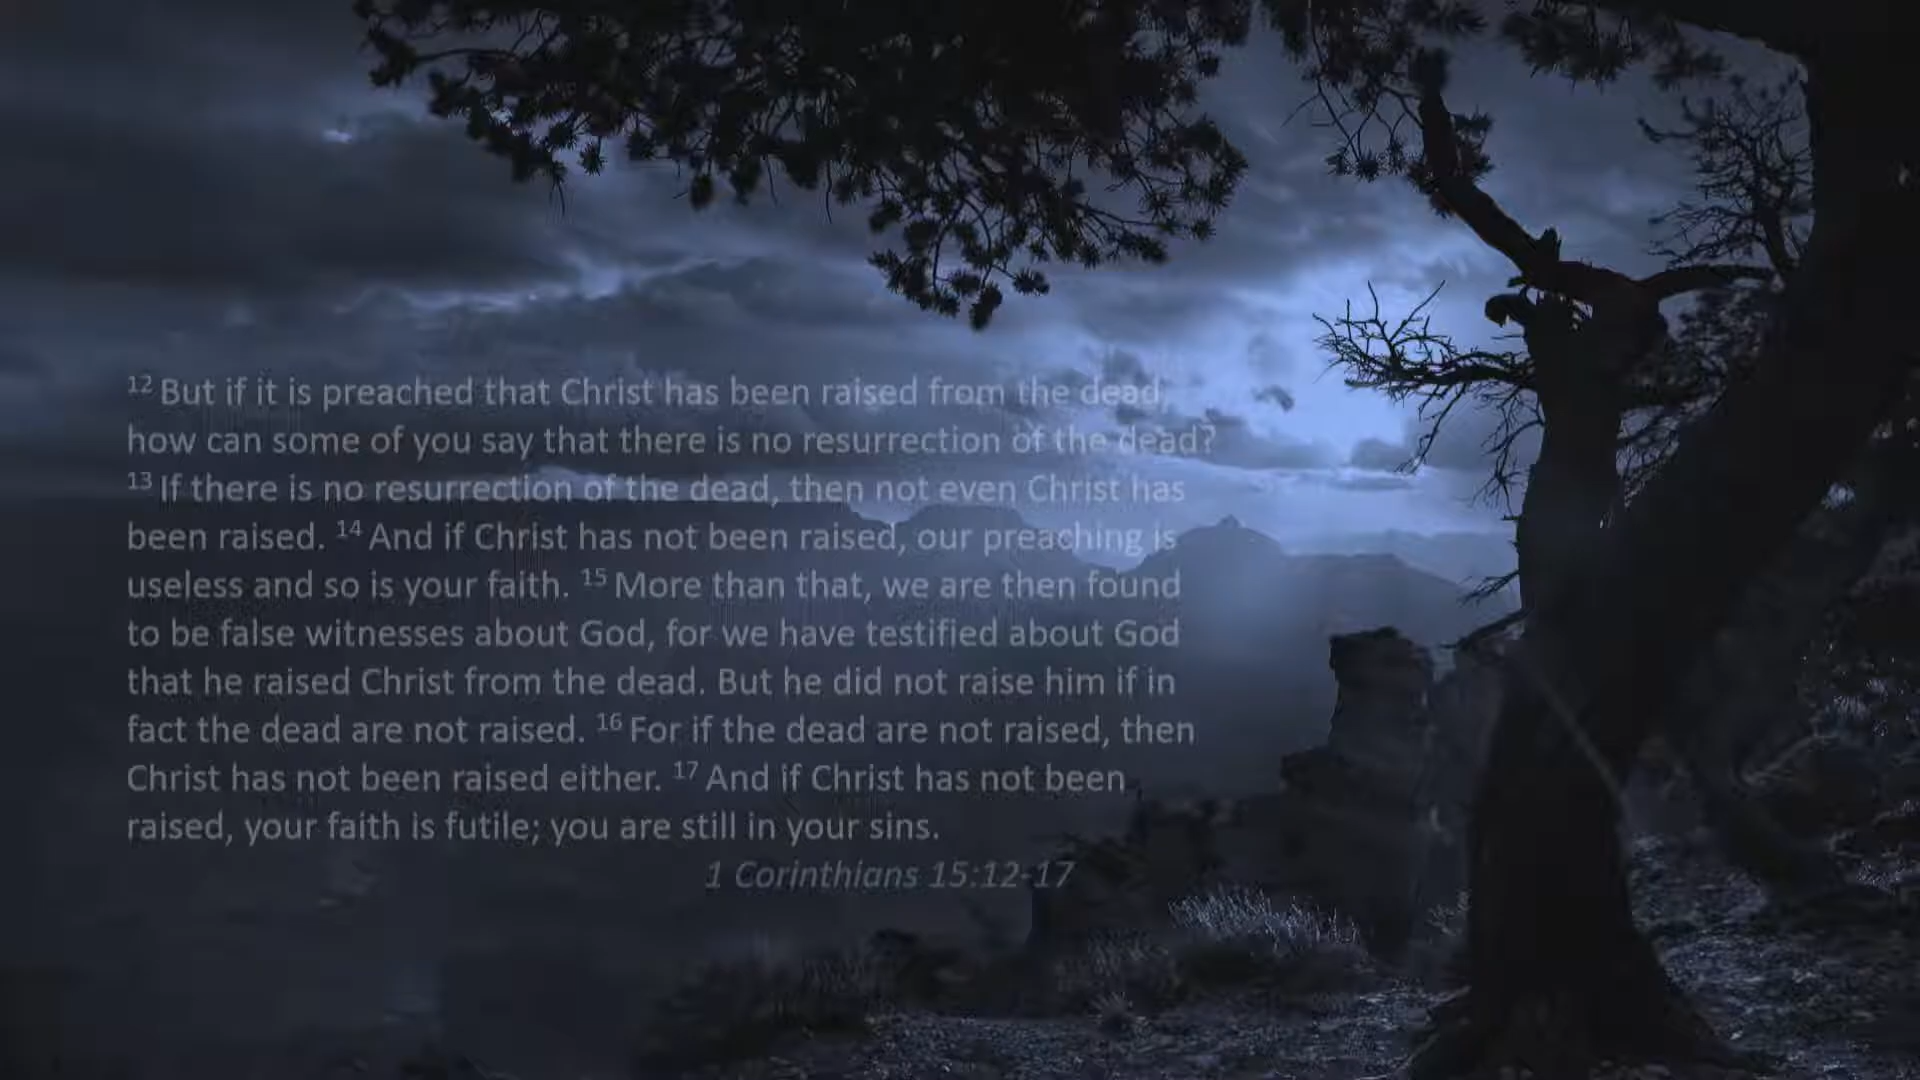 12 But if it is preached that Christ has been raised from the dead,
how can some of you say that there is no resurrection of the dead?
13 If there is no resurrection of the dead, then not even Christ has
been raised. 14 And if Christ has not been raised, our preaching is
useless and so is your faith. 15 More than that, we are then found
to be false witnesses about God, for we have testified about God
that he raised Christ from the dead. But he did not raise him if in
fact the dead are not raised. 16 For if the dead are not raised, then
Christ has not been raised either. 17 And if Christ has not been
raised, your faith is futile; you are still in your sins.
1 Corinthians 15:12-17